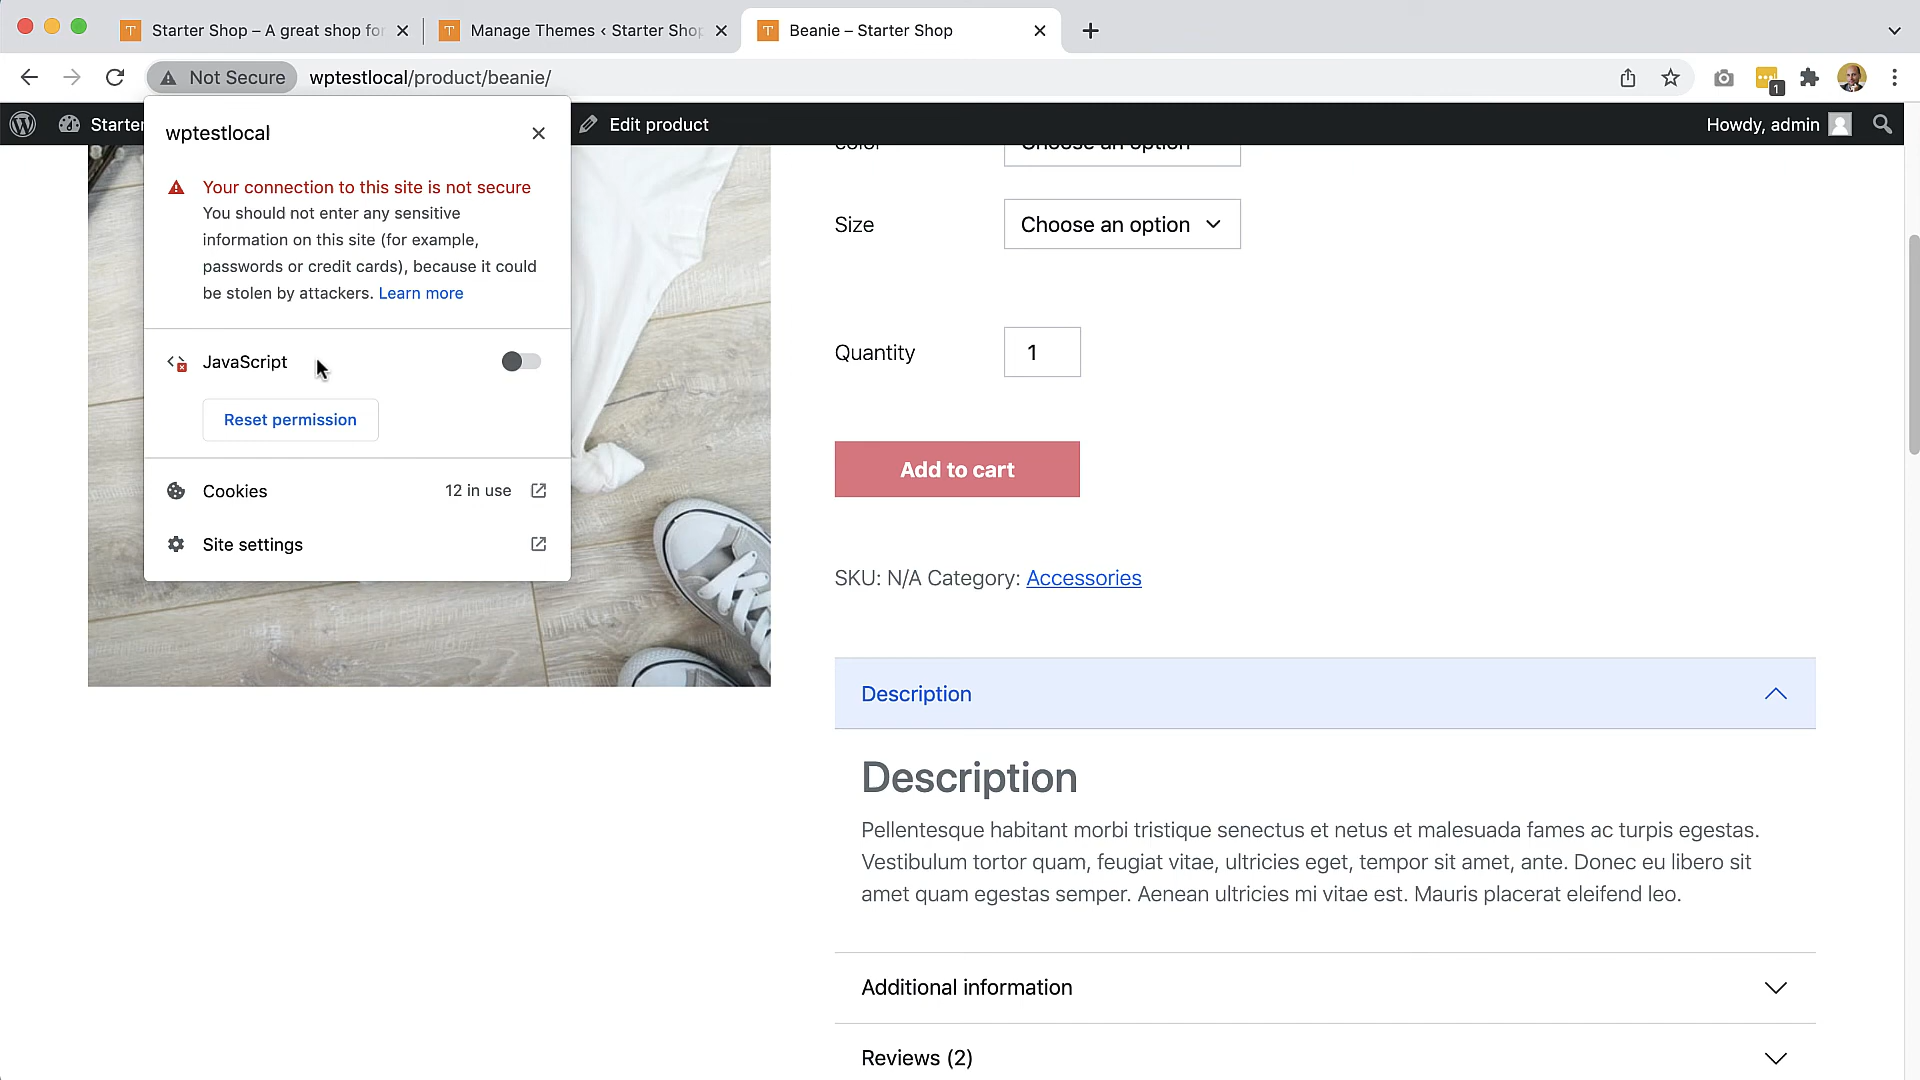 Starter Shop – A great shop for
Manage Themes ‹ Starter Shop
Beanie – Starter Shop
Not Secure
wptestlocal/product/beanie/
1
Starter
Edit product
Howdy, admin
wptestlocal
Your connection to this site is not secure
You should not enter any sensitive
information on this site (for example,
passwords or credit cards), because it could
be stolen by attackers. Learn more
JavaScript
Reset permission
Cookies
12 in use
Site settings
Color
Choose an option
Size
Choose an option
Quantity
1
Add to cart
SKU: N/A Category: Accessories
Description
Description
Pellentesque habitant morbi tristique senectus et netus et malesuada fames ac turpis egestas.
Vestibulum tortor quam, feugiat vitae, ultricies eget, tempor sit amet, ante. Donec eu libero sit
amet quam egestas semper. Aenean ultricies mi vitae est. Mauris placerat eleifend leo.
Additional information
Reviews (2)